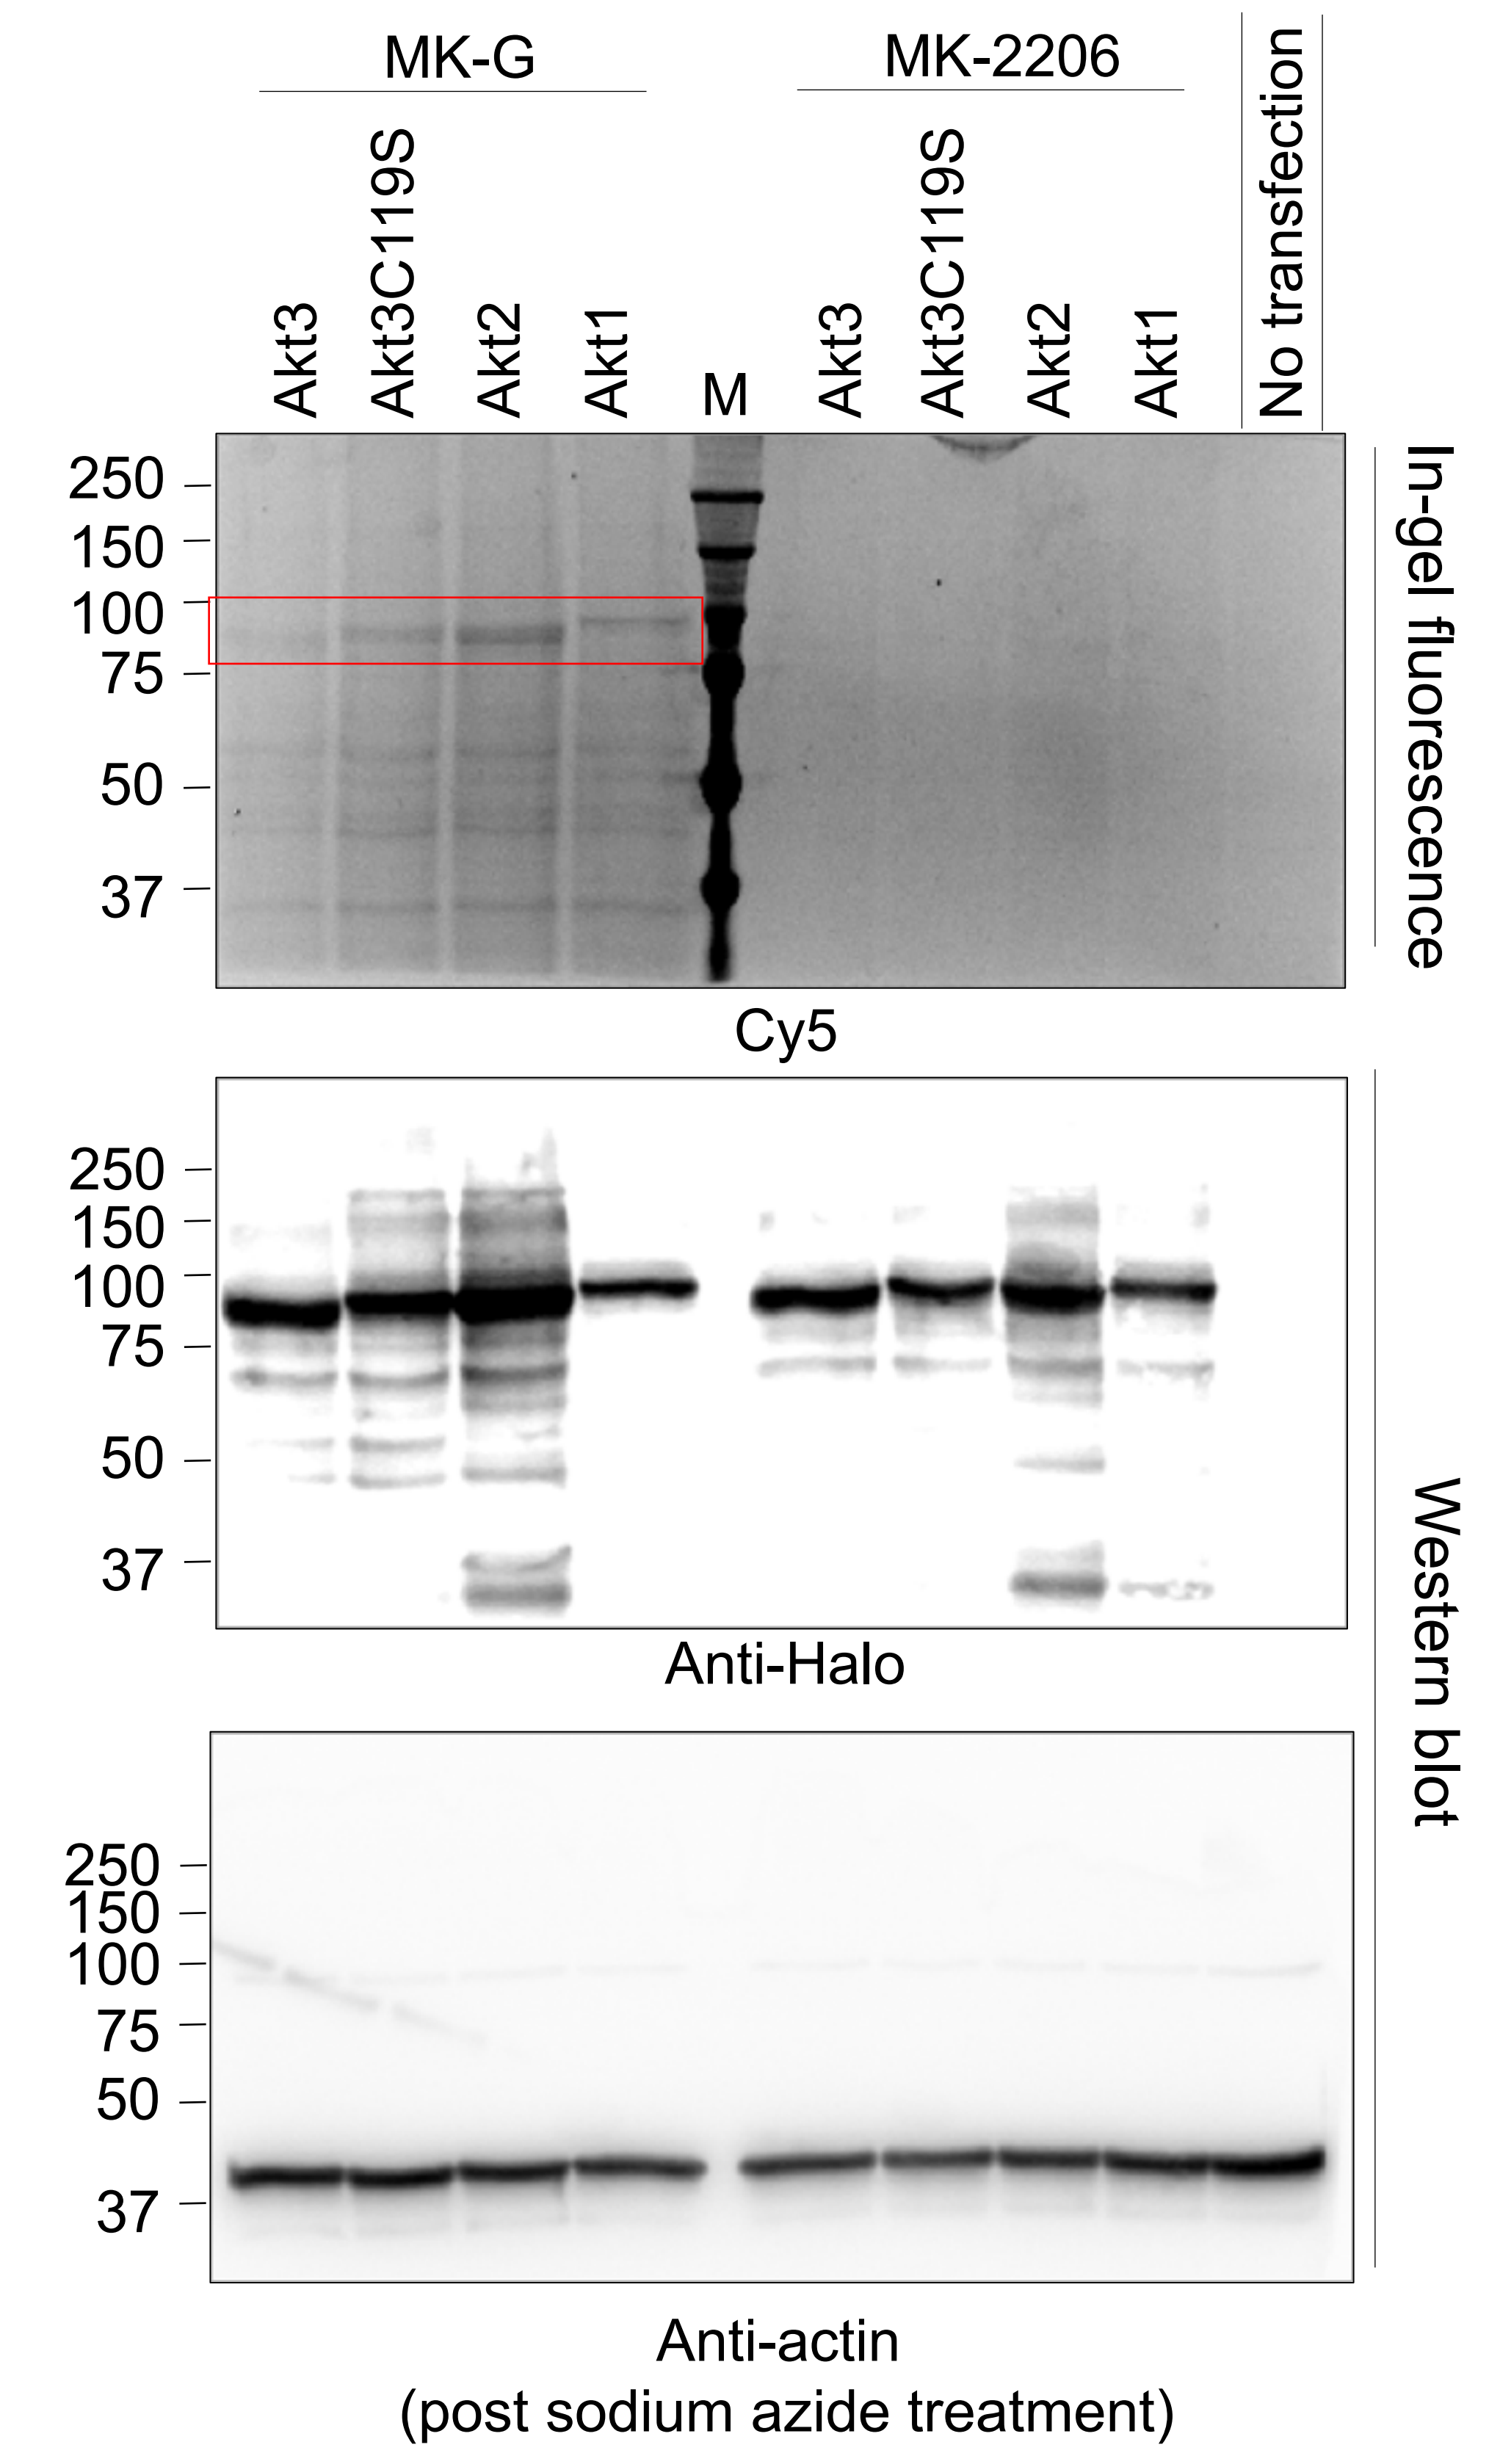 MK-G
MK-2206
Akt3
Akt3C119S
Akt2
Akt1
M
Akt3
Akt3C119S
Akt2
Akt1
No transfection
250
150
100
75
50
37
In-gel fluorescence
Cy5
250
150
100
75
50
37
Anti-Halo
Western blot
250
150
100
75
50
37
Anti-actin
(post sodium azide treatment)